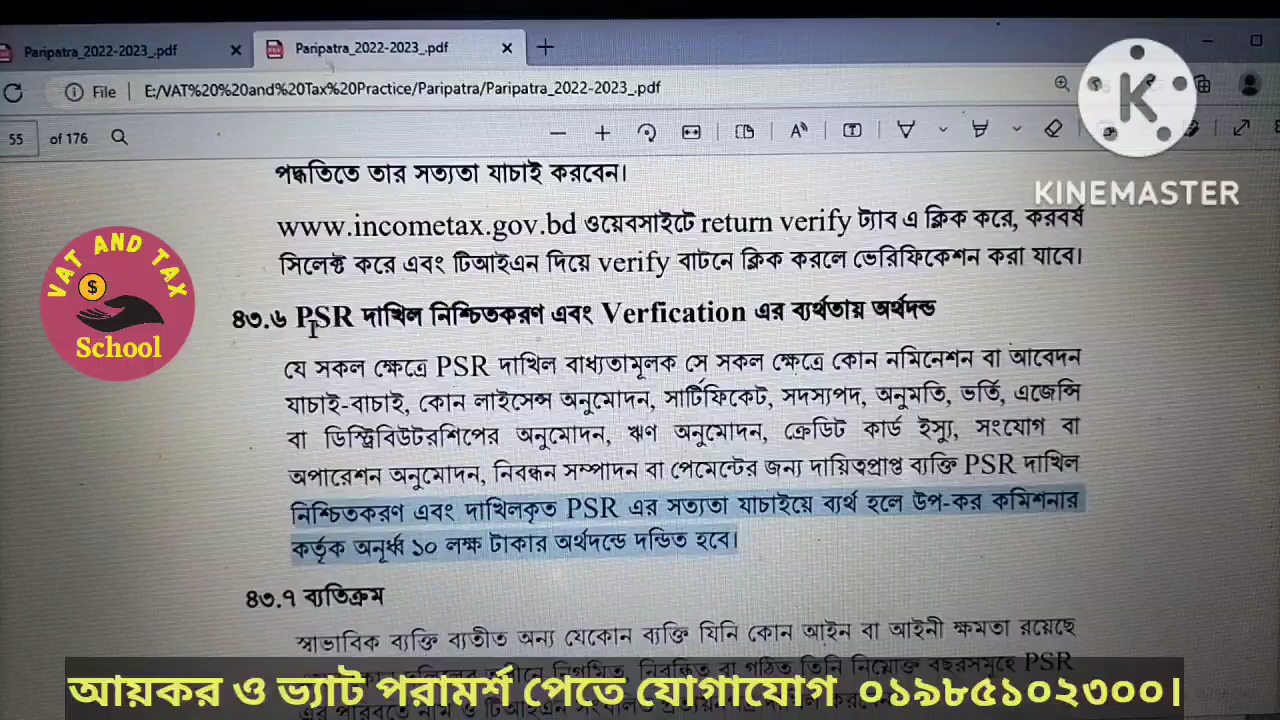 Paripatra_2022-2023_.pdf
Paripatra_2022-2023_.pdf
File
E:/VAT%20%20and%20Tax%20Practice/Paripatra/Paripatra_2022-2023_.pdf
55 of 176
KINEMASTER
VAT AND TAX
School
পদ্ধতিতে তার সত্যতা যাচাই করবেন।
www.incometax.gov.bd ওয়েবসাইটে return verify ট্যাব এ ক্লিক করে, করবর্ষ
সিলেক্ট করে এবং টিআইএন দিয়ে verify বাটনে ক্লিক করলে ভেরিফিকেশন করা যাবে।
৪৩.৬ PSR দাখিল নিশ্চিতকরণ এবং Verfication এর ব্যর্থতায় অর্থদন্ড
যে সকল ক্ষেত্রে PSR দাখিল বাধ্যতামূলক সে সকল ক্ষেত্রে কোন নমিনেশন বা আবেদন
যাচাই-বাচাই, কোন লাইসেন্স অনুমোদন, সার্টিফিকেট, সদস্যপদ, অনুমতি, ভর্তি, এজেন্সি
বা ডিস্ট্রিবিউটরশিপের অনুমোদন, ঋণ অনুমোদন, ক্রেডিট কার্ড ইস্যু, সংযোগ বা
অপারেশন অনুমোদন, নিবন্ধন সম্পাদন বা পেমেন্টের জন্য দায়িত্বপ্রাপ্ত ব্যক্তি PSR দাখিল
নিশ্চিতকরণ এবং দাখিলকৃত PSR এর সত্যতা যাচাইয়ে ব্যর্থ হলে উপ-কর কমিশনার
কর্তৃক অনূর্ধ্ব ১০ লক্ষ টাকার অর্থদন্ডে দন্ডিত হবে।
৪৩.৭ ব্যতিক্রম
স্বাভাবিক ব্যক্তি ব্যতীত অন্য যেকোন ব্যক্তি যিনি কোন আইন বা আইনী ক্ষমতা রয়েছে
নিবন্ধিত বা গঠিত তিনি নিম্নোক্ত বছরসমূহে PSR
আয়কর ও ভ্যাট পরামর্শ পেতে যোগাযোগ ০১৯৮৫১০২৩০০।